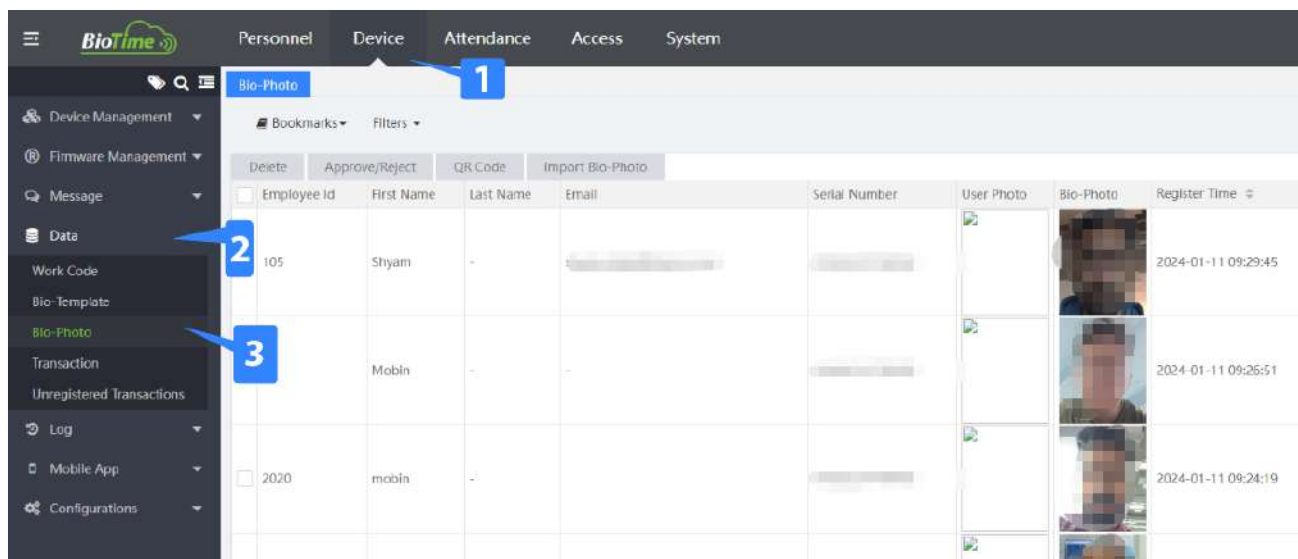 BioTime
Personnel Device Attendance Access System
1
Bio-Photo
Device Management
Bookmarks Filters
Firmware Management
Delete Approve/Reject QR Code Import Bio-Photo
Message
Employee Id First Name Last Name Email Serial Number User Photo Bio-Photo Register Time
Data
2
105 Shyam - 2024-01-11 09:29:45
Work Code
Bio-Template
Bio-Photo
3
Transaction
Mobin - - 2024-01-11 09:26:51
Unregistered Transactions
Log
Mobile App
2020 mobin - 2024-01-11 09:24:19
Configurations